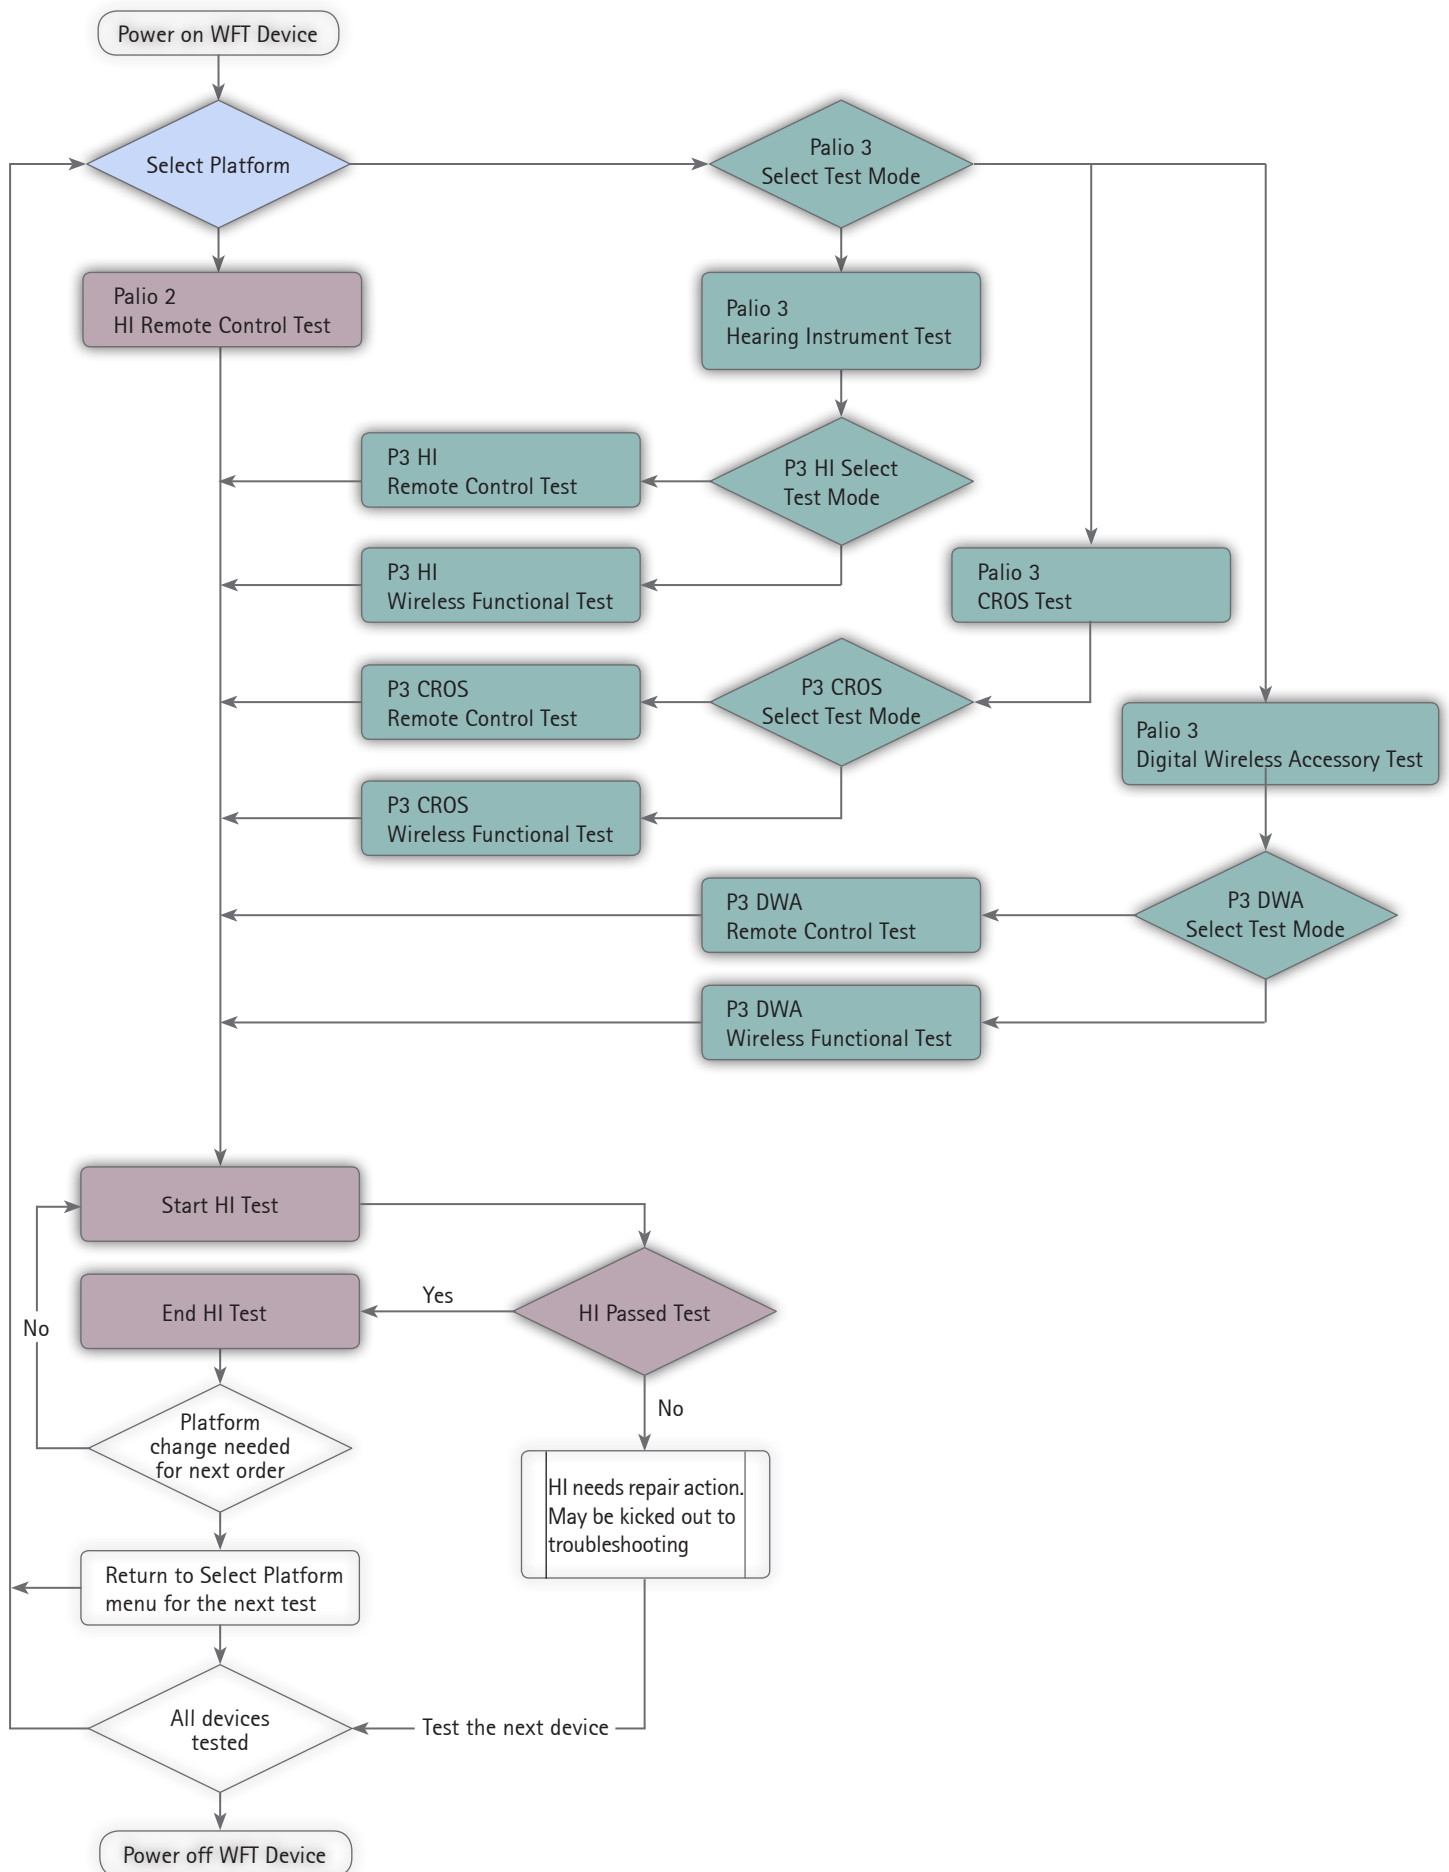 Power on WFT Device
Select Platform
Palio 3
Select Test Mode
Palio 2
HI Remote Control Test
Palio 3
Hearing Instrument Test
P3 HI
Remote Control Test
P3 HI Select
Test Mode
P3 HI
Wireless Functional Test
Palio 3
CROS Test
P3 CROS
Remote Control Test
P3 CROS
Select Test Mode
Palio 3
Digital Wireless Accessory Test
P3 CROS
Wireless Functional Test
P3 DWA
Remote Control Test
P3 DWA
Select Test Mode
P3 DWA
Wireless Functional Test
Start HI Test
End HI Test
Yes
HI Passed Test
No
No
Platform
change needed
for next order
HI needs repair action.
May be kicked out to
troubleshooting
Return to Select Platform
menu for the next test
All devices
tested
Test the next device
Power off WFT Device